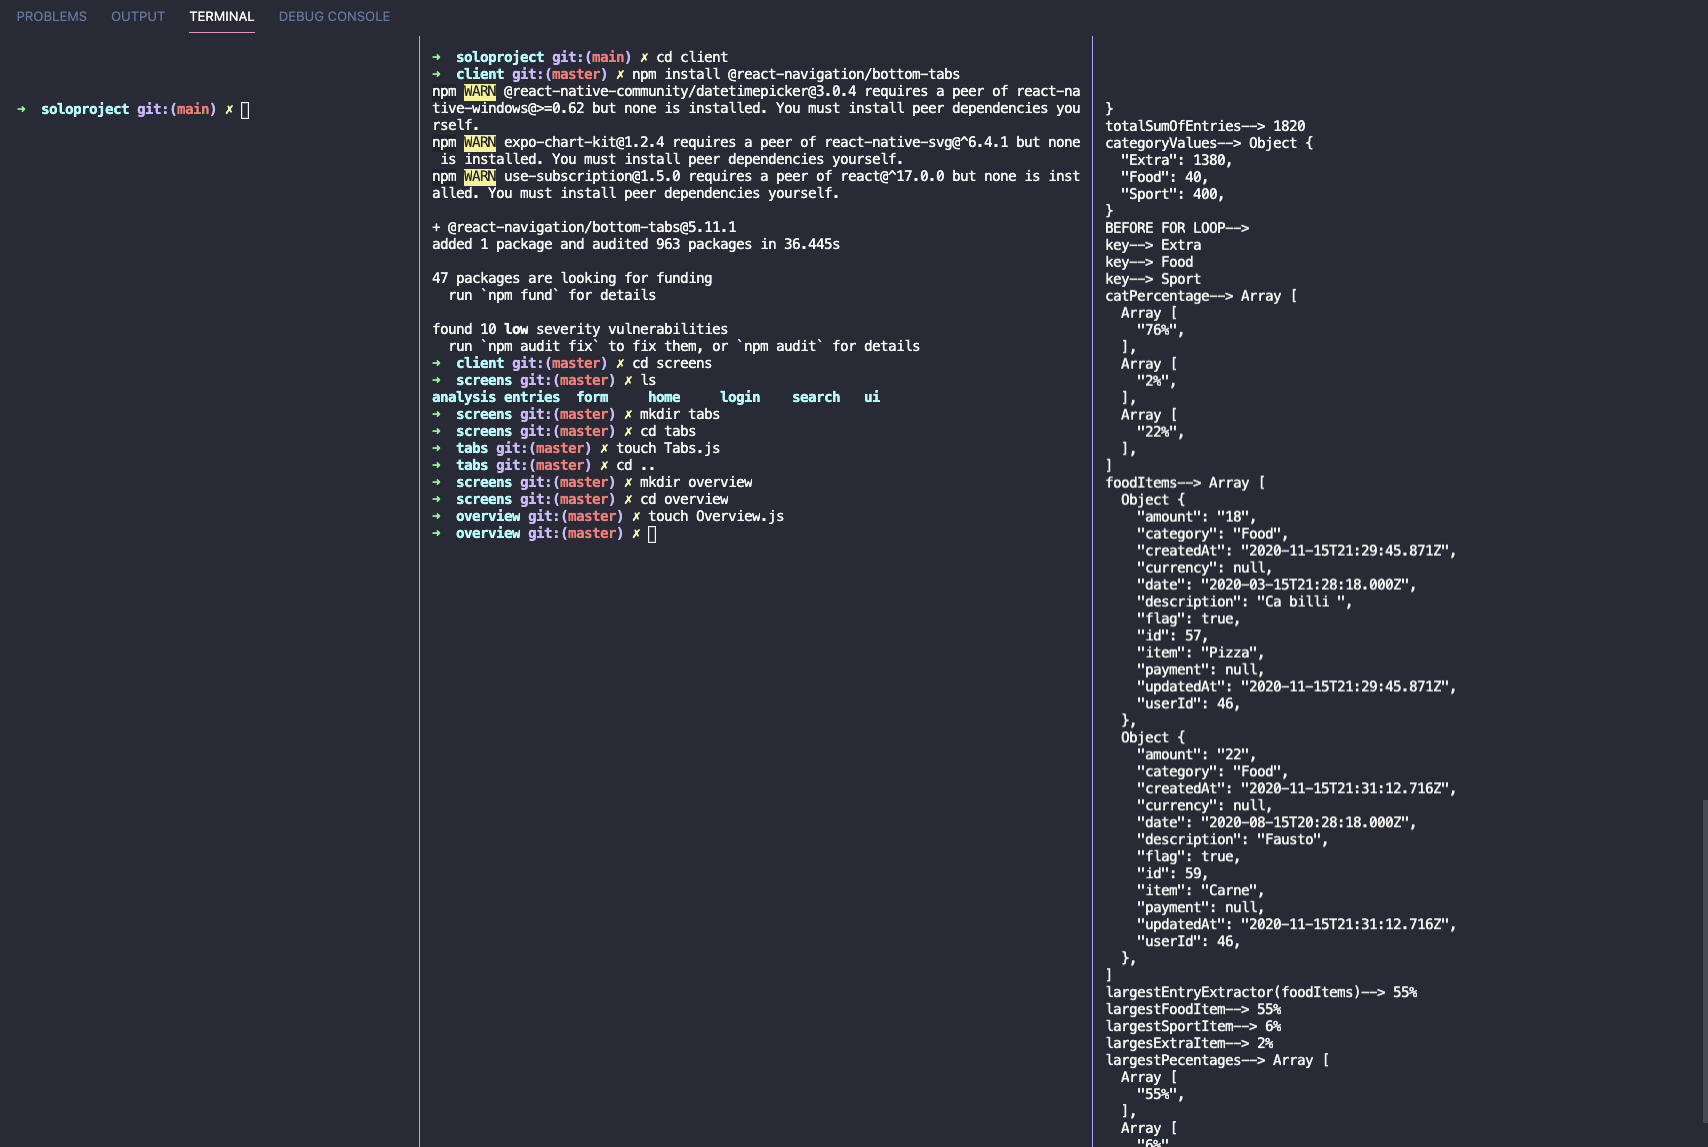 PROBLEMS OUTPUT TERMINAL DEBUG CONSOLE
➜ soloproject git:(main) ✗
➜ soloproject git:(main) ✗ cd client
➜ client git:(master) ✗ npm install @react-navigation/bottom-tabs
npm WARN @react-native-community/datetimepicker@3.0.4 requires a peer of react-na
tive-windows@>=0.62 but none is installed. You must install peer dependencies you
rself.
npm WARN expo-chart-kit@1.2.4 requires a peer of react-native-svg@^6.4.1 but none
 is installed. You must install peer dependencies yourself.
npm WARN use-subscription@1.5.0 requires a peer of react@^17.0.0 but none is inst
alled. You must install peer dependencies yourself.
+ @react-navigation/bottom-tabs@5.11.1
added 1 package and audited 963 packages in 36.445s
47 packages are looking for funding
  run `npm fund` for details
found 10 low severity vulnerabilities
  run `npm audit fix` to fix them, or `npm audit` for details
➜ client git:(master) ✗ cd screens
➜ screens git:(master) ✗ ls
analysis entries form home login search ui
➜ screens git:(master) ✗ mkdir tabs
➜ screens git:(master) ✗ cd tabs
➜ tabs git:(master) ✗ touch Tabs.js
➜ tabs git:(master) ✗ cd ..
➜ screens git:(master) ✗ mkdir overview
➜ screens git:(master) ✗ cd overview
➜ overview git:(master) ✗ touch Overview.js
➜ overview git:(master) ✗
}
totalSumOfEntries--> 1820
categoryValues--> Object {
  "Extra": 1380,
  "Food": 40,
  "Sport": 400,
}
BEFORE FOR LOOP-->
key--> Extra
key--> Food
key--> Sport
catPercentage--> Array [
  Array [
    "76%",
  ],
  Array [
    "2%",
  ],
  Array [
    "22%",
  ],
]
foodItems--> Array [
  Object {
    "amount": "18",
    "category": "Food",
    "createdAt": "2020-11-15T21:29:45.871Z",
    "currency": null,
    "date": "2020-03-15T21:28:18.000Z",
    "description": "Ca billi ",
    "flag": true,
    "id": 57,
    "item": "Pizza",
    "payment": null,
    "updatedAt": "2020-11-15T21:29:45.871Z",
    "userId": 46,
  },
  Object {
    "amount": "22",
    "category": "Food",
    "createdAt": "2020-11-15T21:31:12.716Z",
    "currency": null,
    "date": "2020-08-15T20:28:18.000Z",
    "description": "Fausto",
    "flag": true,
    "id": 59,
    "item": "Carne",
    "payment": null,
    "updatedAt": "2020-11-15T21:31:12.716Z",
    "userId": 46,
  },
]
largestEntryExtractor(foodItems)--> 55%
largestFoodItem--> 55%
largestSportItem--> 6%
largesExtraItem--> 2%
largestPecentages--> Array [
  Array [
    "55%",
  ],
  Array [
    "6%"